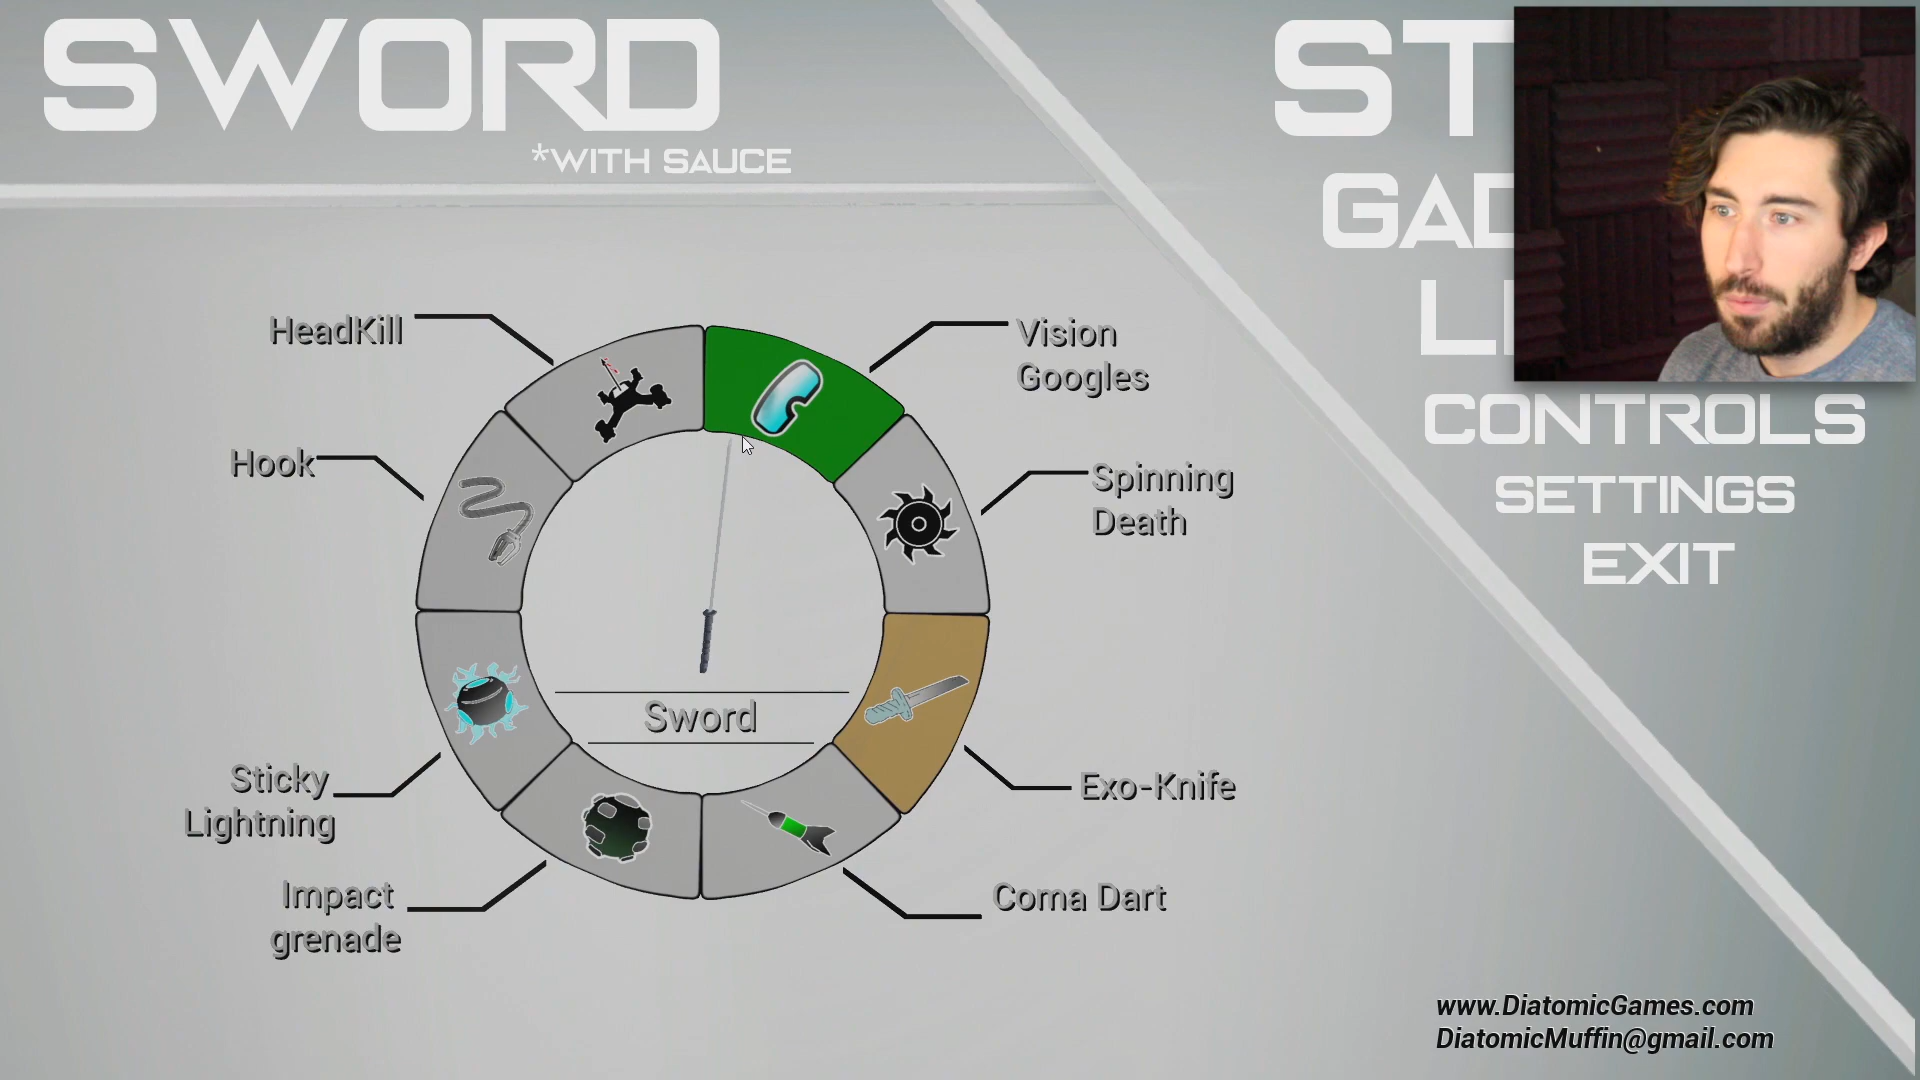 SWORD
*WITH SAUCE
ST
GAD
L
CONTROLS
SETTINGS
EXIT
HeadKill
Vision
Googles
Hook
Spinning
Death
Sword
Sticky
Lightning
Exo-Knife
Impact
grenade
Coma Dart
www.DiatomicGames.com
DiatomicMuffin@gmail.com